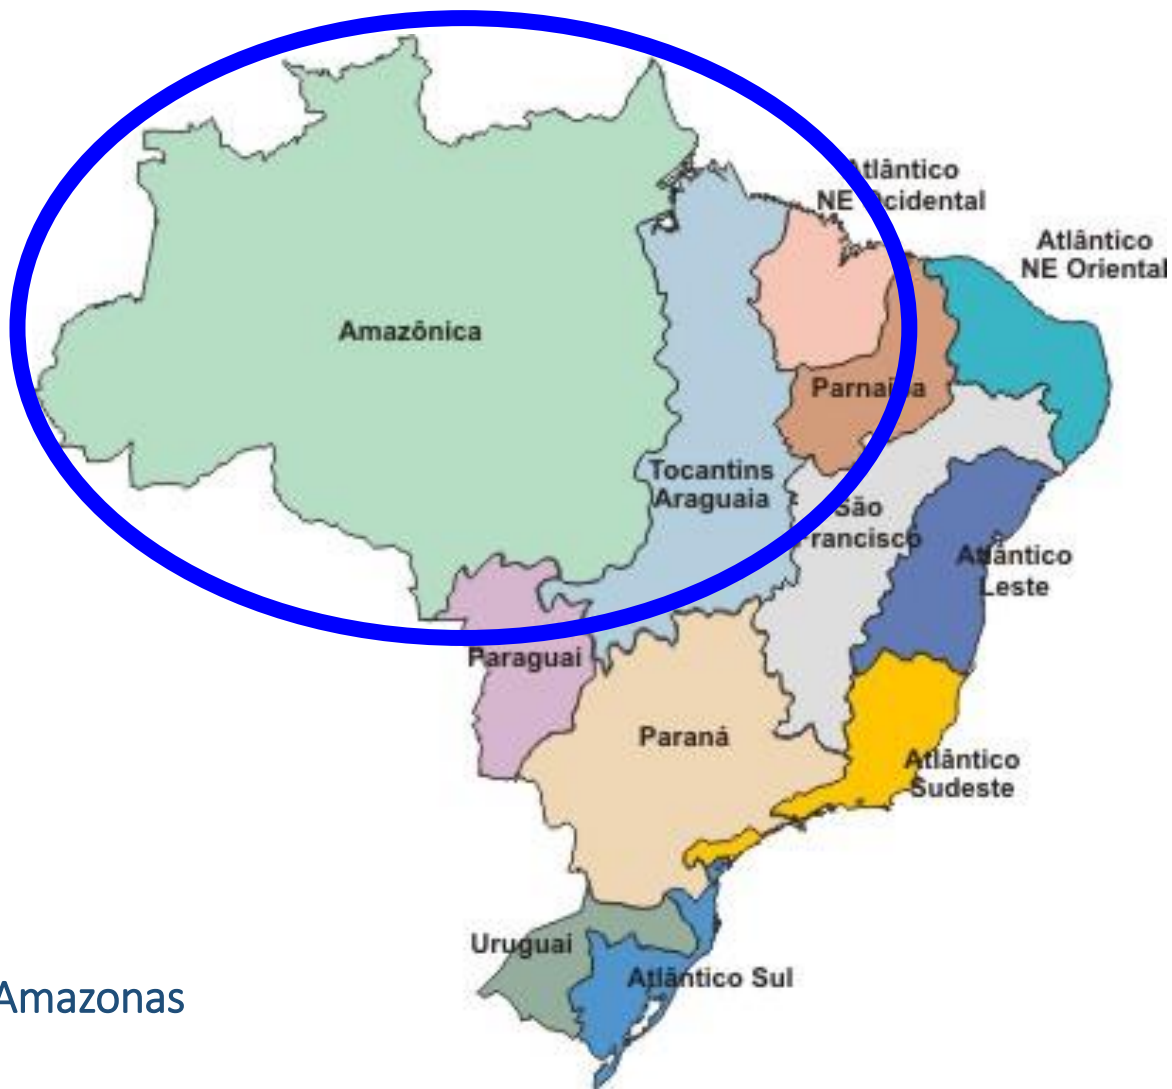 Atlântico
NE Ocidental
Atlântico
NE Oriental
Amazônica
Parnaíba
Tocantins
Araguaia
São
Francisco
Atlântico
Leste
Paraguai
Paraná
Atlântico
Sudeste
Uruguai
Atlântico Sul
Amazonas